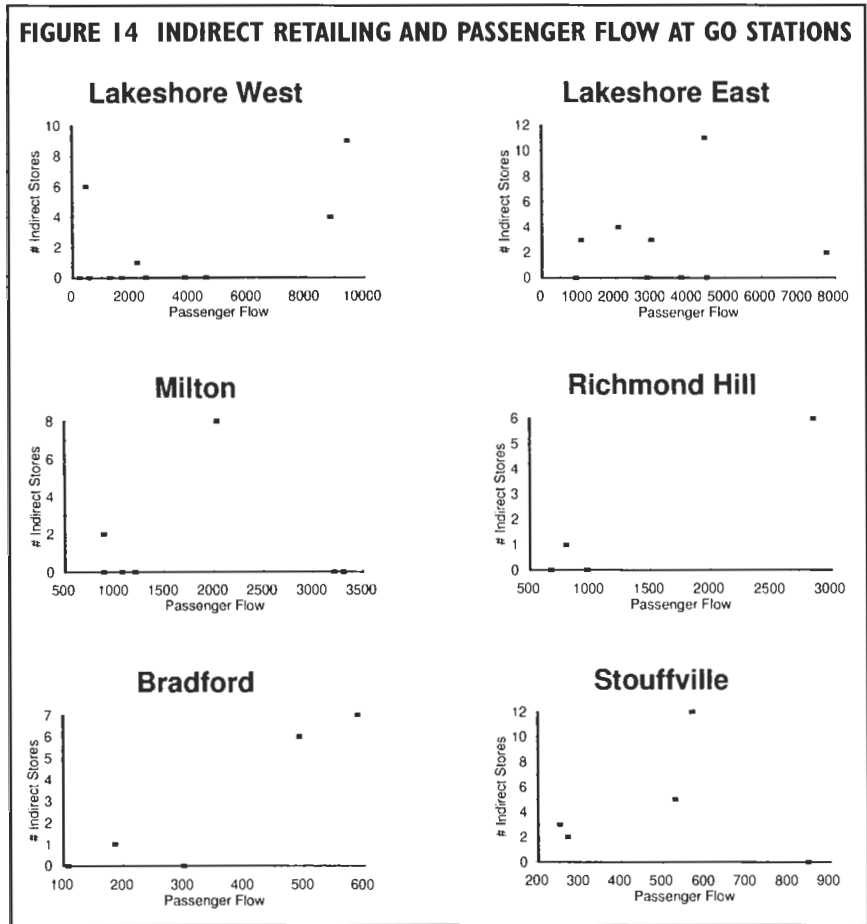 FIGURE 14 INDIRECT RETAILING AND PASSENGER FLOW AT GO STATIONS
Lakeshore West
10
8
6
4
2
0
# Indirect Stores
0 2000 4000 6000 8000 10000
Passenger Flow
Lakeshore East
12
10
8
6
4
2
0
# Indirect Stores
0 1000 2000 3000 4000 5000 6000 7000 8000
Passenger Flow
Milton
8
6
4
2
0
# Indirect Stores
500 1000 1500 2000 2500 3000 3500
Passenger Flow
Richmond Hill
6
5
4
3
2
1
0
# Indirect Stores
500 1000 1500 2000 2500 3000
Passenger Flow
Bradford
7
6
5
4
3
2
1
0
# Indirect Stores
100 200 300 400 500 600
Passenger Flow
Stouffville
12
10
8
6
4
2
0
# Indirect Stores
200 300 400 500 600 700 800 900
Passenger Flow